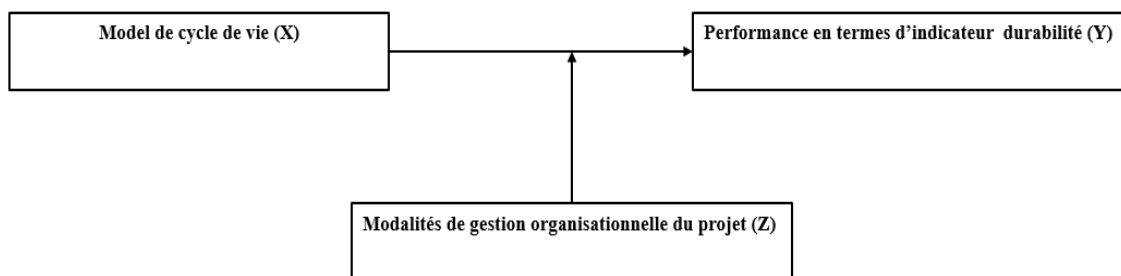 Model de cycle de vie (X)
Performance en termes d’indicateur durabilité (Y)
Modalités de gestion organisationnelle du projet (Z)